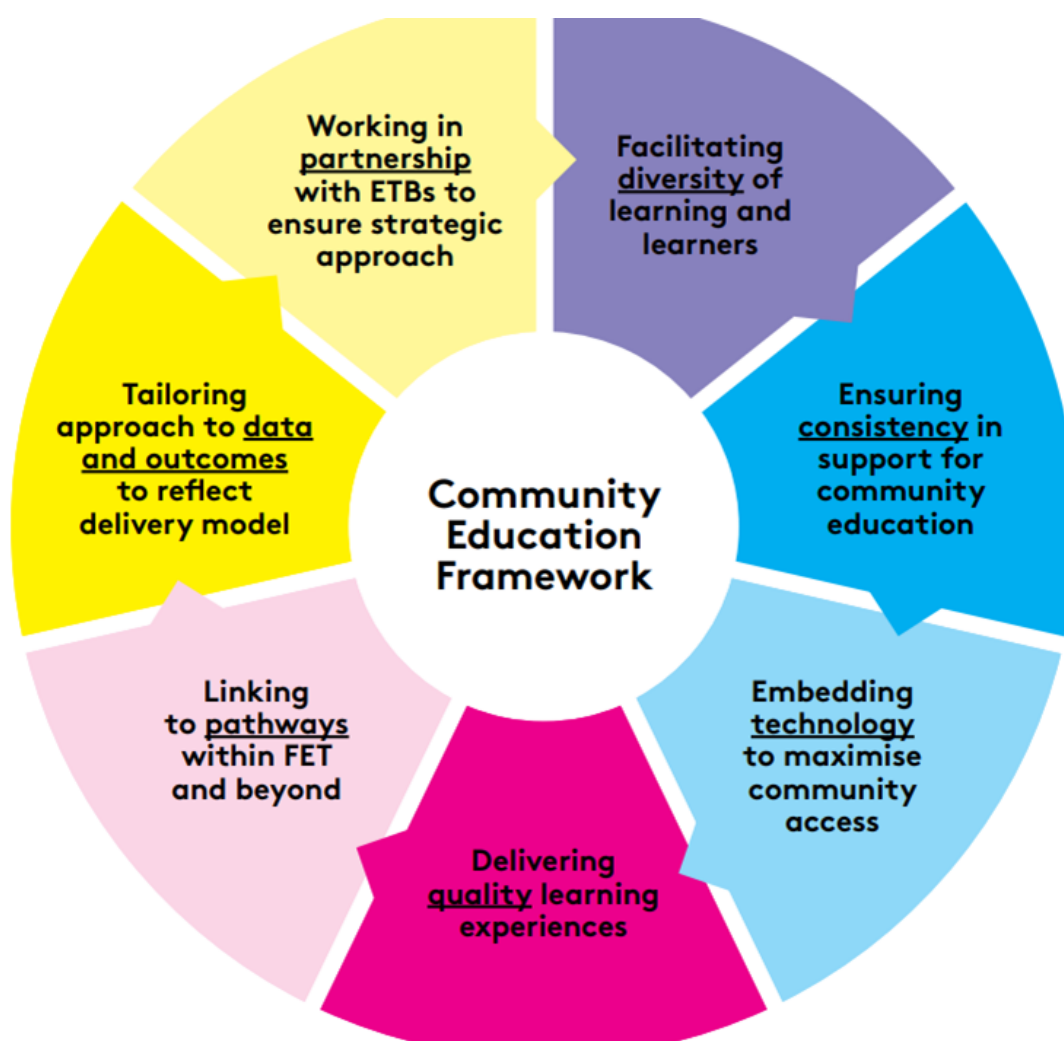 Working in
partnership
with ETBs to
ensure strategic
approach
Facilitating
diversity of
learning and
learners
Ensuring
consistency in
support for
community
education
Embedding
technology
to maximise
community
access
Delivering
quality learning
experiences
Linking
to pathways
within FET
and beyond
Tailoring
approach to data
and outcomes
to reflect
delivery model
Community
Education
Framework